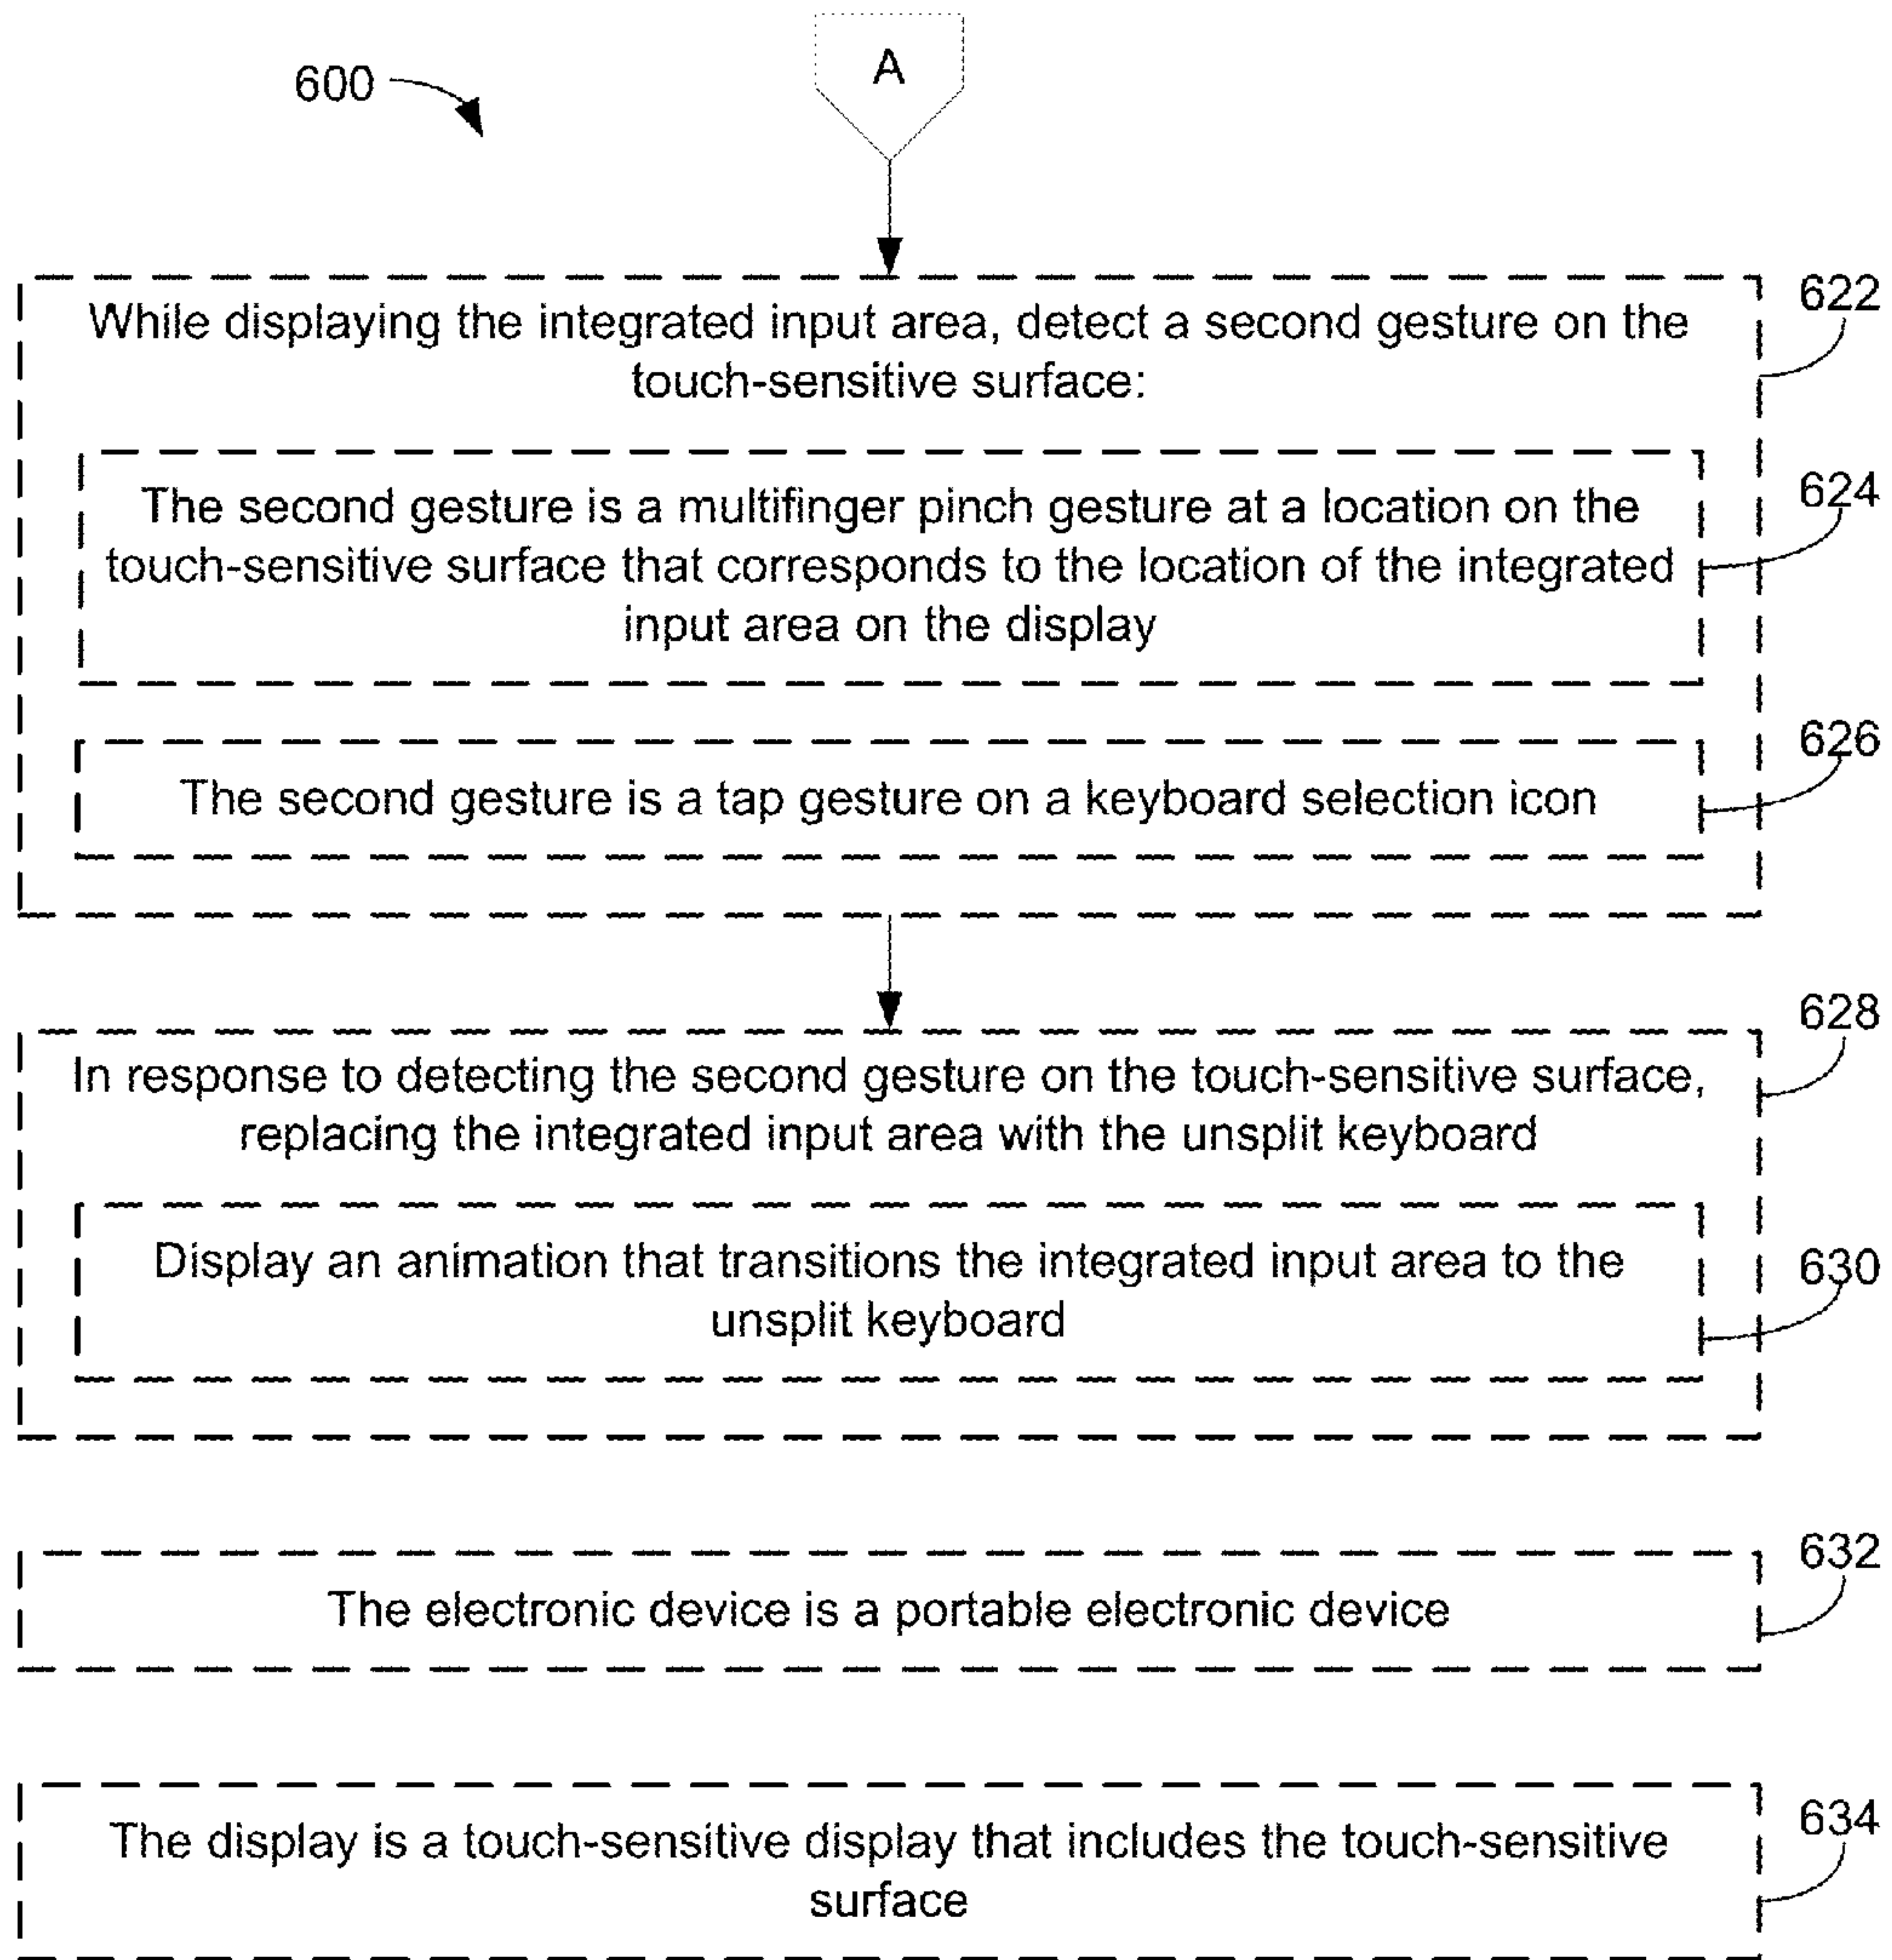 A
600
622
While displaying the integrated input area, detect a second gesture on the
touch-sensitive surface:
624
The second gesture is a multifinger pinch gesture at a location on the
touch-sensitive surface that corresponds to the location of the integrated
input area on the display
626
The second gesture is a tap gesture on a keyboard selection icon
628
In response to detecting the second gesture on the touch-sensitive surface,
replacing the integrated input area with the unsplit keyboard
630
Display an animation that transitions the integrated input area to the
unsplit keyboard
632
The electronic device is a portable electronic device
634
The display is a touch-sensitive display that includes the touch-sensitive
surface